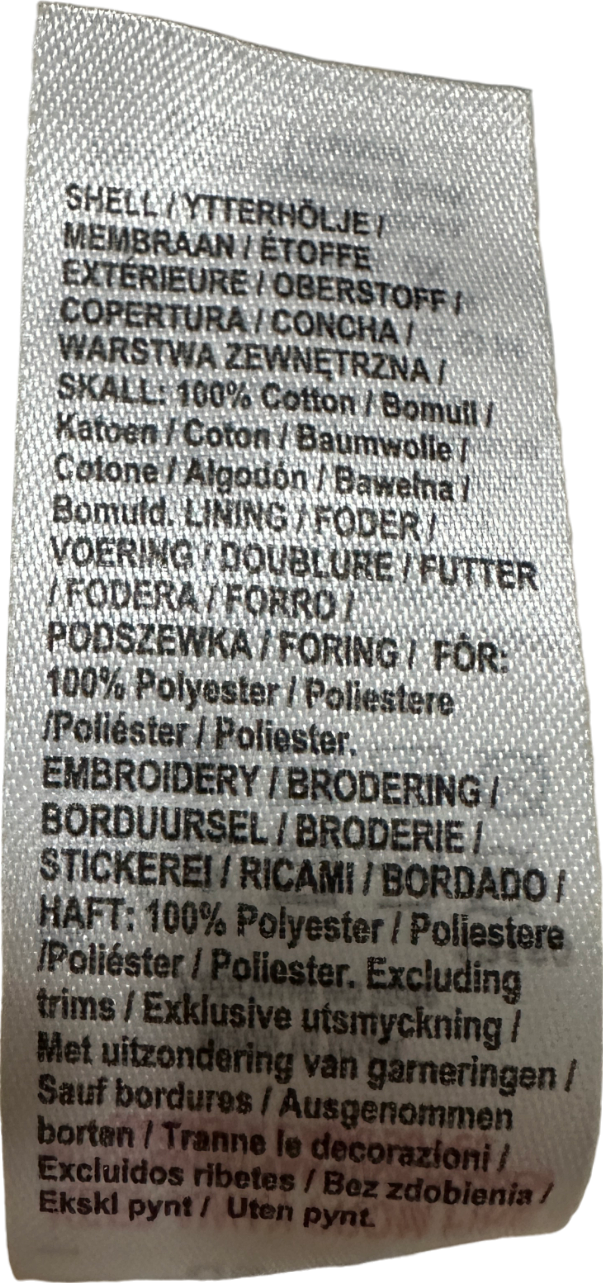 SHELL / YTTERHÖLJE /
MEMBRAAN / ÉTOFFE
EXTÉRIEURE / OBERSTOFF /
COPERTURA / CONCHA /
WARSTWA ZEWNĘTRZNA /
SKALL: 100% Cotton / Bomull /
Katoen / Coton / Baumwolle /
Cotone / Algodón / Bawełna /
Bomuld. LINING / FODER /
VOERING / DOUBLURE / FUTTER
/ FODERA / FORRO /
PODSZEWKA / FORING / FÔR:
100% Polyester / Poliestere
/Poliéster / Poliester.
EMBROIDERY / BRODERING /
BORDUURSEL / BRODERIE /
STICKEREI / RICAMI / BORDADO /
HAFT: 100% Polyester / Poliestere
/Poliéster / Poliester. Excluding
trims / Exklusive utsmyckning /
Met uitzondering van garneringen /
Sauf bordures / Ausgenommen
borten / Tranne le decorazioni /
Excluidos ribetes / Bez zdobienia /
Ekskl pynt / Uten pynt.